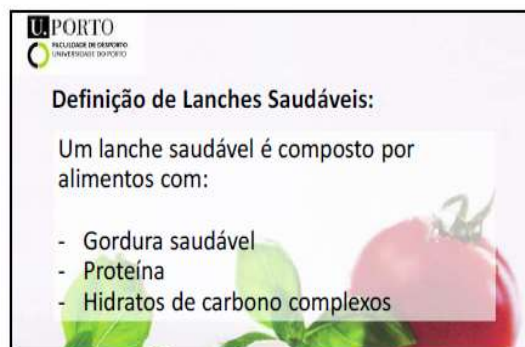 U. PORTO
FACULDADE DE DESPORTO
UNIVERSIDADE DO PORTO
Definição de Lanches Saudáveis:
Um lanche saudável é composto por
alimentos com:
- Gordura saudável
- Proteína
- Hidratos de carbono complexos